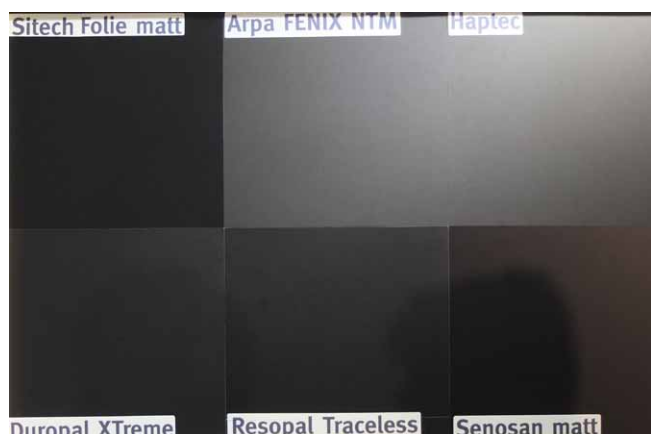 Sitech Folie matt
Arpa FENIX NTM
Haptec
Duropal XTreme
Resopal Traceless
Senosan matt